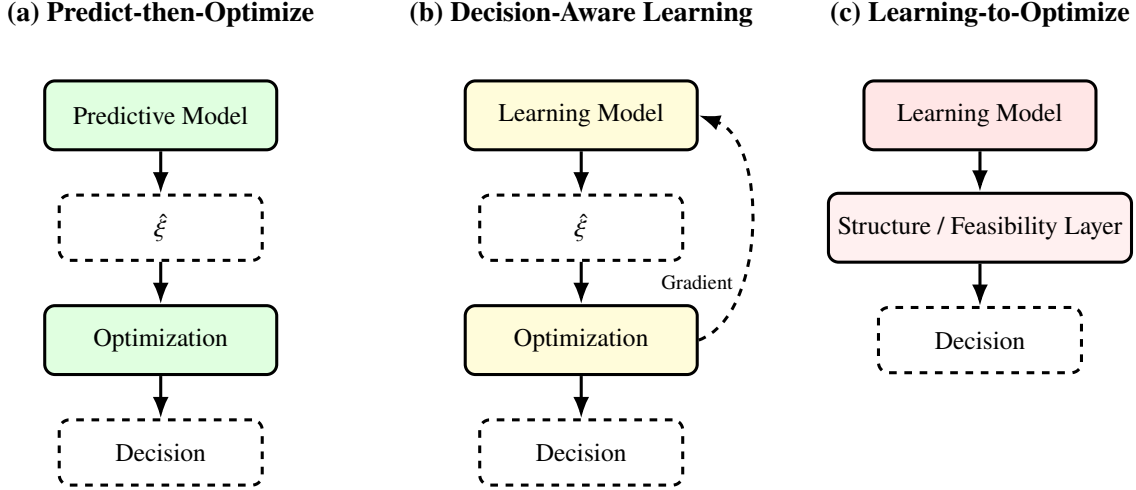 (a) Predict-then-Optimize
Predictive Model
ξ̂
Optimization
Decision
(b) Decision-Aware Learning
Learning Model
ξ̂
Gradient
Optimization
Decision
(c) Learning-to-Optimize
Learning Model
Structure / Feasibility Layer
Decision